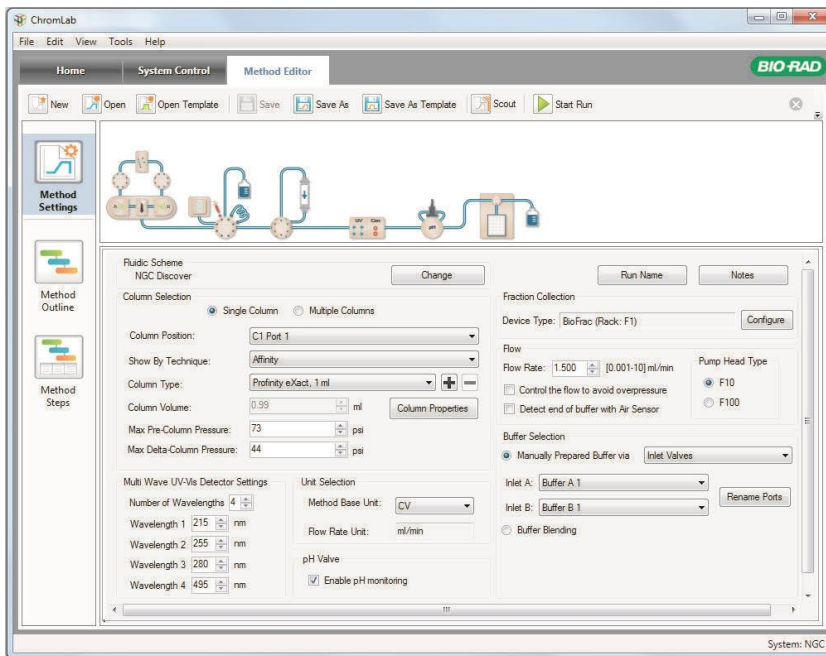 ChromLab
File Edit View Tools Help
Home System Control Method Editor
BIO-RAD
New Open Open Template Save Save As Save As Template Scout Start Run
Method Settings
Method Outline
Method Steps
UV Con pH
Fluidic Scheme
NGC Discover Change Run Name Notes
Column Selection
Single Column Multiple Columns
Column Position: C1 Port 1
Show By Technique: Affinity
Column Type: Profinity eXact, 1 ml
Column Volume: 0.99 ml Column Properties
Max Pre-Column Pressure: 73 psi
Max Delta-Column Pressure: 44 psi
Multi Wave UV-Vis Detector Settings
Number of Wavelengths 4
Wavelength 1 215 nm
Wavelength 2 255 nm
Wavelength 3 280 nm
Wavelength 4 495 nm
Unit Selection
Method Base Unit: CV
Flow Rate Unit: ml/min
pH Valve
Enable pH monitoring
Fraction Collection
Device Type: BioFrac (Rack: F1) Configure
Flow
Flow Rate: 1.500 [0.001-10] ml/min
Control the flow to avoid overpressure
Detect end of buffer with Air Sensor
Pump Head Type
F10
F100
Buffer Selection
Manually Prepared Buffer via Inlet Valves
Inlet A: Buffer A 1
Inlet B: Buffer B 1
Rename Ports
Buffer Blending
System: NGC